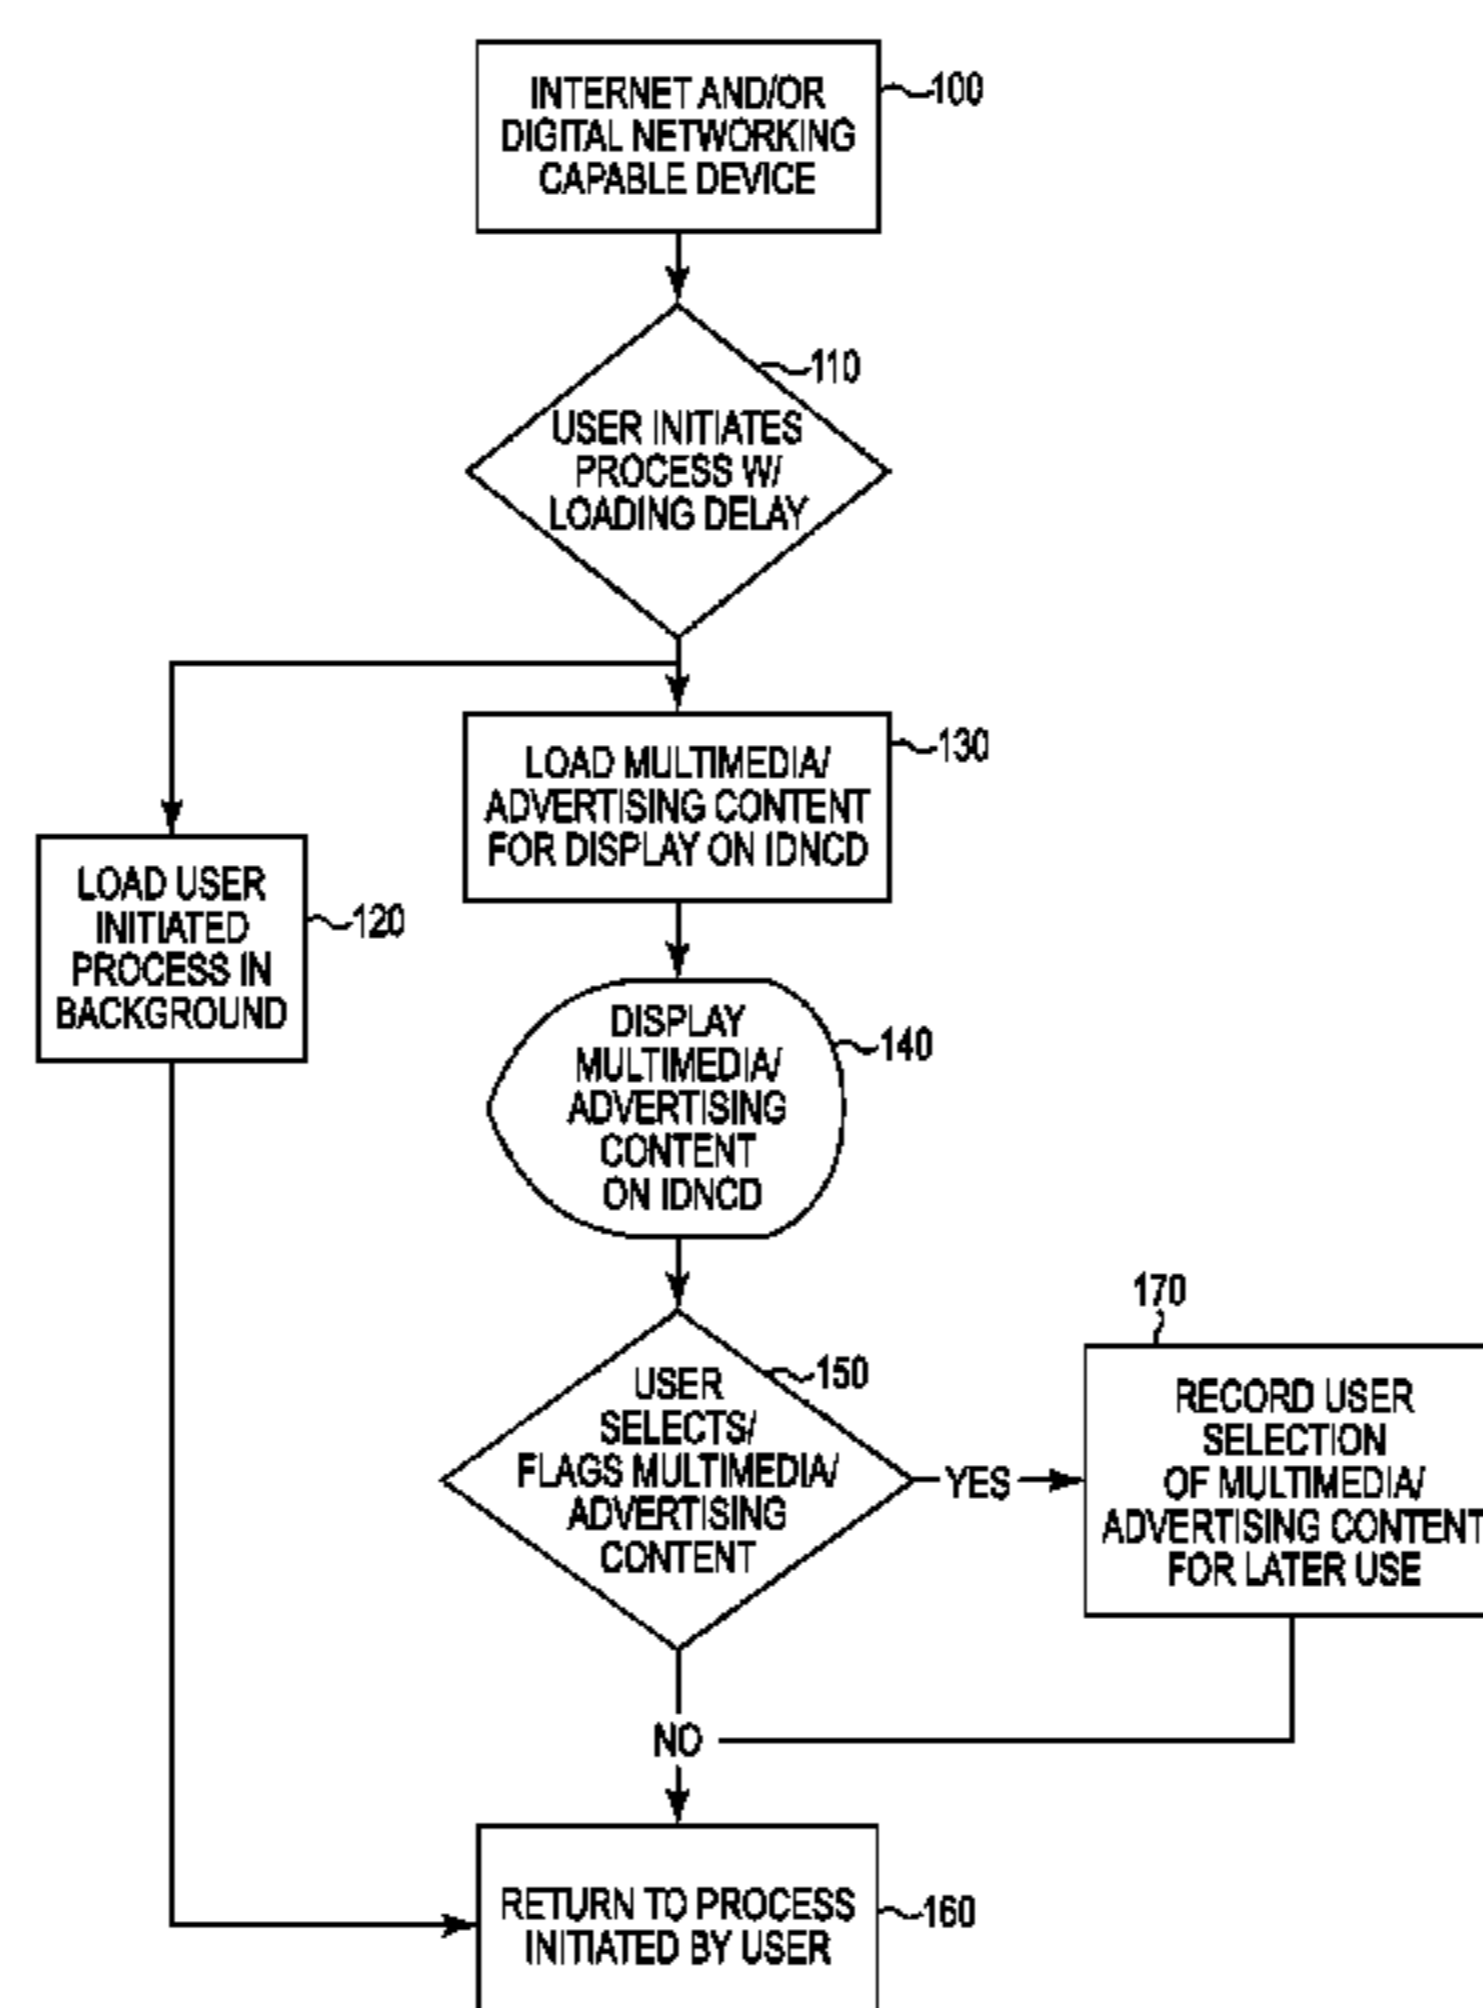 INTERNET AND/OR
DIGITAL NETWORKING
CAPABLE DEVICE
100
110
USER INITIATES
PROCESS W/
LOADING DELAY
LOAD MULTIMEDIA/
ADVERTISING CONTENT
FOR DISPLAY ON IDNCD
130
LOAD USER
INITIATED
PROCESS IN
BACKGROUND
120
DISPLAY
MULTIMEDIA/
ADVERTISING
CONTENT
ON IDNCD
140
USER
SELECTS/
FLAGS MULTIMEDIA/
ADVERTISING
CONTENT
150
YES
170
RECORD USER
SELECTION
OF MULTIMEDIA/
ADVERTISING CONTENT
FOR LATER USE
NO
RETURN TO PROCESS
INITIATED BY USER
160